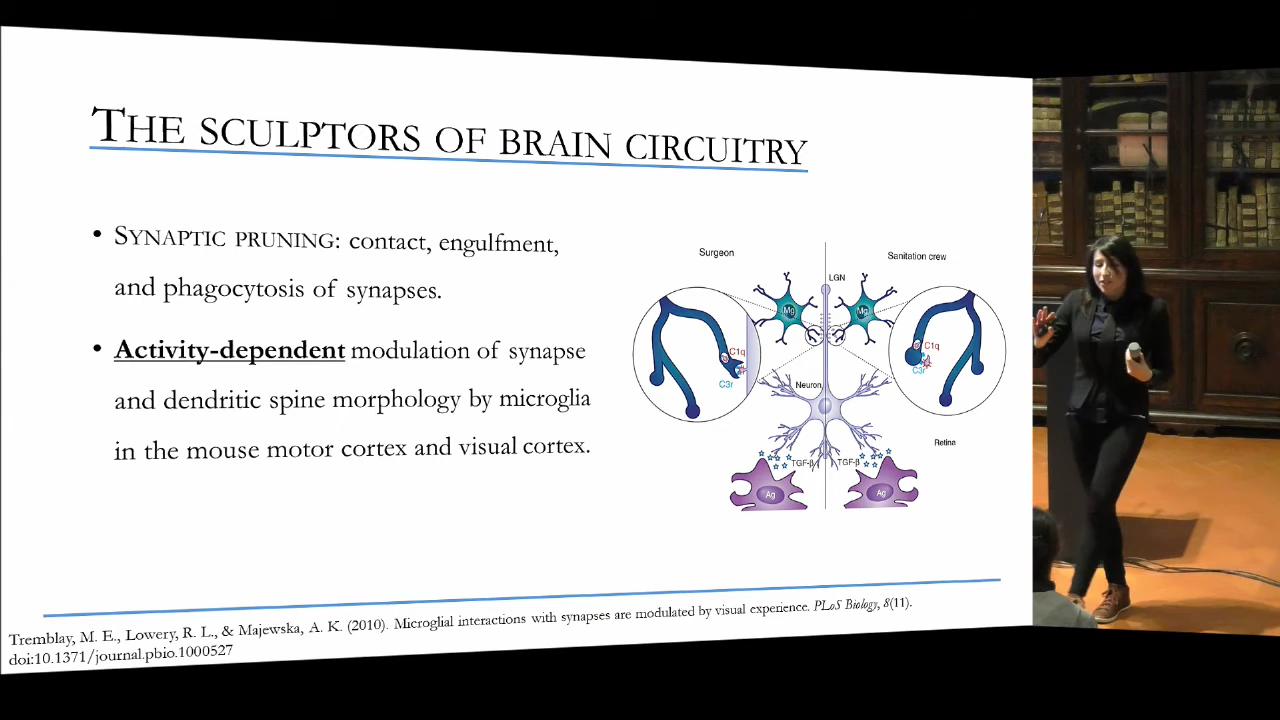 THE SCULPTORS OF BRAIN CIRCUITRY
• SYNAPTIC PRUNING: contact, engulfment,
and phagocytosis of synapses.
• Activity-dependent modulation of synapse
and dendritic spine morphology by microglia
in the mouse motor cortex and visual cortex.
Surgeon
Sanitation crew
LGN
Mg
Mg
C1q
C3r
C1q
C3r
Neuron
Retina
TGF-β
TGF-β
Ag
Ag
Tremblay, M. E., Lowery, R. L., & Majewska, A. K. (2010). Microglial interactions with synapses are modulated by visual experience. PLoS Biology, 8(11).
doi:10.1371/journal.pbio.1000527